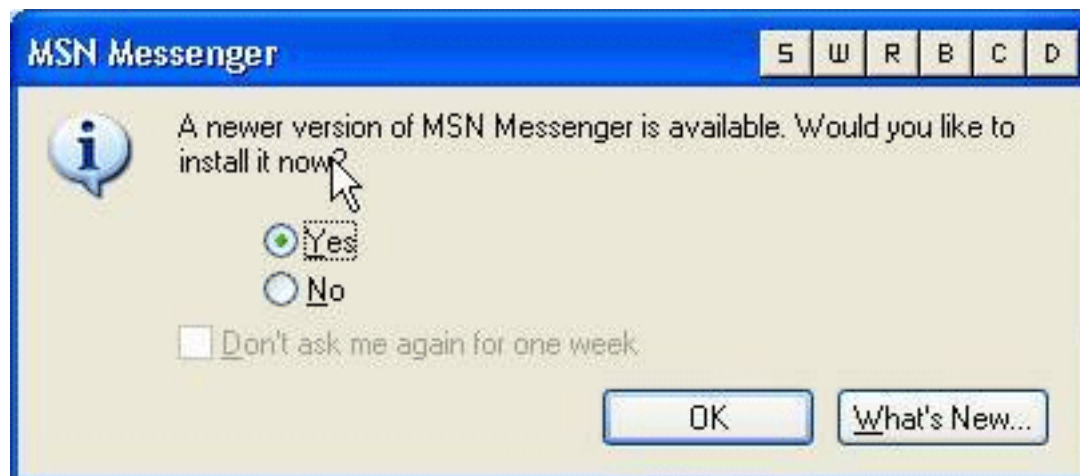 MSN Messenger S W R B C D
A newer version of MSN Messenger is available. Would you like to
install it now?
Yes
No
Don't ask me again for one week
OK What's New...